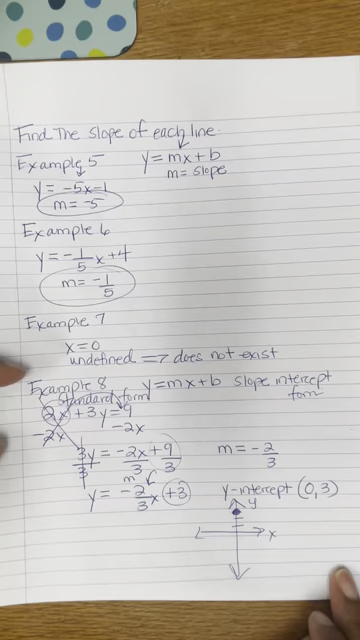 Find The slope of each line.
Example 5 y = mx + b
m = slope
y = -5x - 1
m = -5
Example 6
y = -1/5 x + 4
m = -1/5
Example 7
x = 0
undefined => does not exist
Example 8 y = mx + b slope intercept form
standard form
2x + 3y = 9
-2x -2x
3y/3 = -2x/3 + 9/3 m = -2/3
m
y = -2/3 x + 3 y-intercept (0,3)
y
x